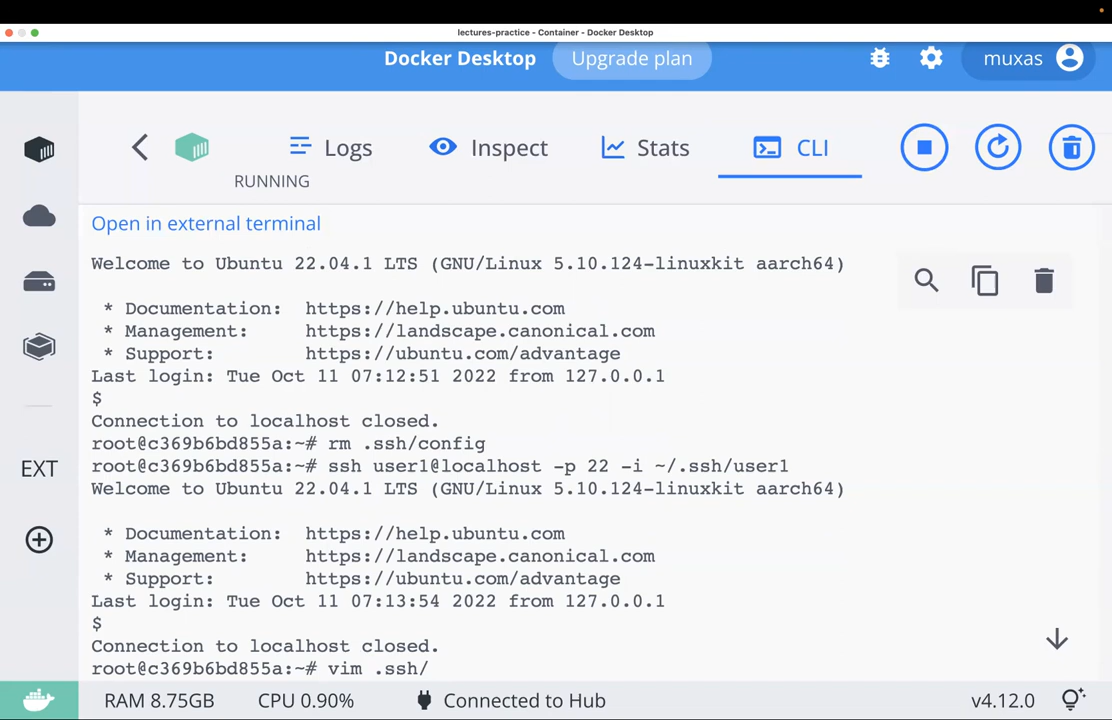 lectures-practice - Container - Docker Desktop
Docker Desktop
Upgrade plan
muxas
Logs
Inspect
Stats
CLI
RUNNING
Open in external terminal
Welcome to Ubuntu 22.04.1 LTS (GNU/Linux 5.10.124-linuxkit aarch64)
* Documentation:  https://help.ubuntu.com
* Management:     https://landscape.canonical.com
* Support:        https://ubuntu.com/advantage
Last login: Tue Oct 11 07:12:51 2022 from 127.0.0.1
$
Connection to localhost closed.
root@c369b6bd855a:~# rm .ssh/config
root@c369b6bd855a:~# ssh user1@localhost -p 22 -i ~/.ssh/user1
Welcome to Ubuntu 22.04.1 LTS (GNU/Linux 5.10.124-linuxkit aarch64)
* Documentation:  https://help.ubuntu.com
* Management:     https://landscape.canonical.com
* Support:        https://ubuntu.com/advantage
Last login: Tue Oct 11 07:13:54 2022 from 127.0.0.1
$
Connection to localhost closed.
root@c369b6bd855a:~# vim .ssh/
EXT
RAM 8.75GB
CPU 0.90%
Connected to Hub
v4.12.0